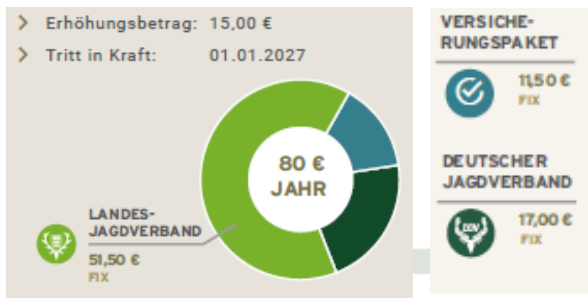 Erhöhungsbetrag: 15,00 €
Tritt in Kraft: 01.01.2027
80 €
JAHR
LANDES-
JAGDVERBAND
51,50 €
FIX
VERSICHE-
RUNGSPAKET
11,50 €
FIX
DEUTSCHER
JAGDVERBAND
DJV
17,00 €
FIX